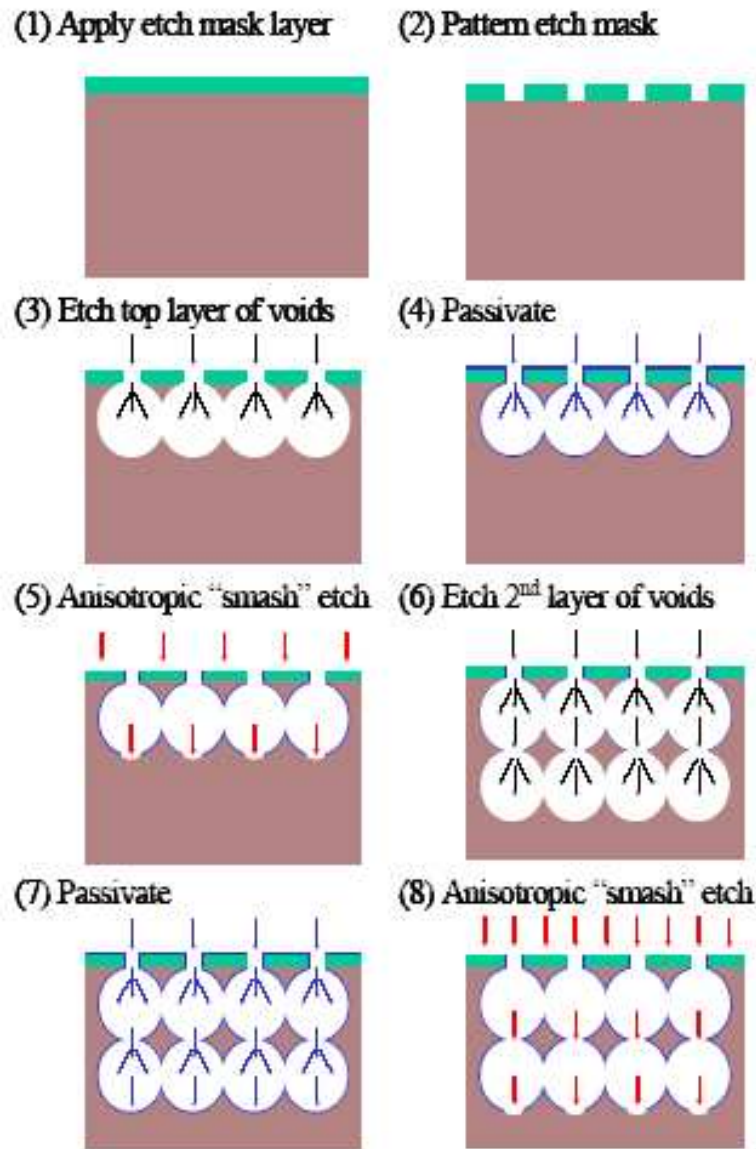 (1) Apply etch mask layer
(2) Pattern etch mask
(3) Etch top layer of voids
(4) Passivate
(5) Anisotropic “smash” etch
(6) Etch 2nd layer of voids
(7) Passivate
(8) Anisotropic “smash” etch